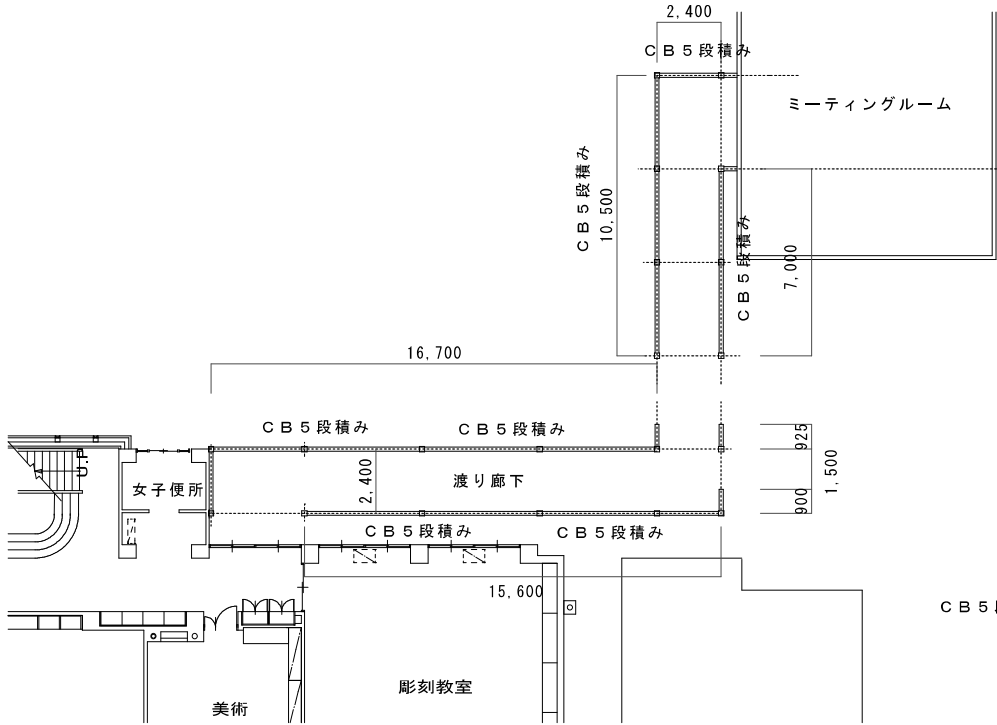 2,400
CB5段積み
ミーティングルーム
CB5段積み
10,500
CB5段積み
7,000
16,700
CB5段積み
CB5段積み
925
1,500
900
2,400
渡り廊下
女子便所
CB5段積み
CB5段積み
15,600
CB5
彫刻教室
美術